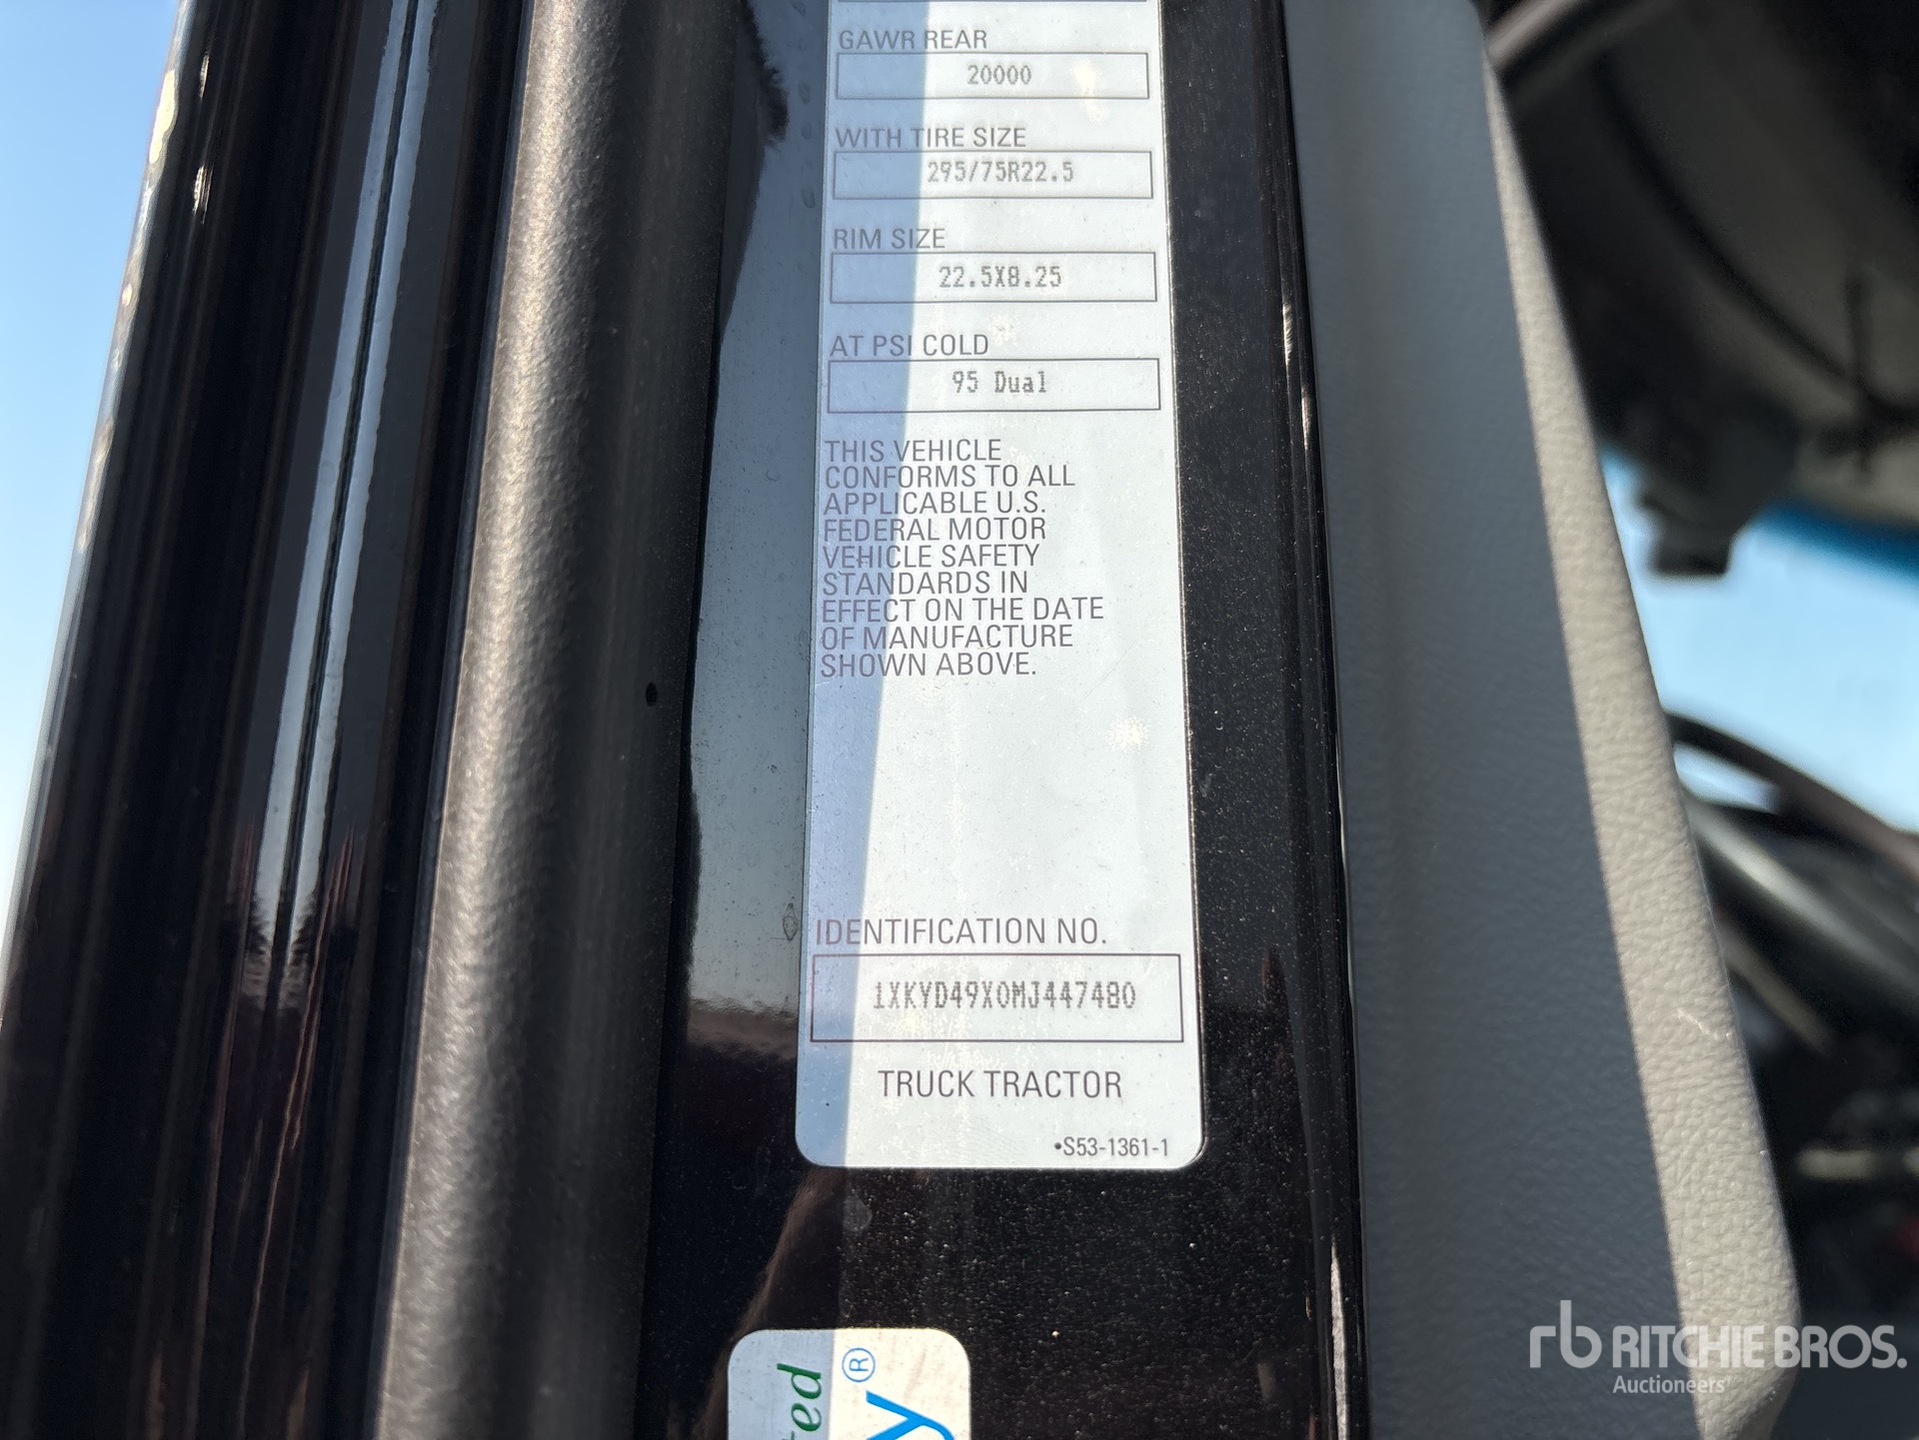 GAWR REAR
20000
WITH TIRE SIZE
295/75R22.5
RIM SIZE
22.5X8.25
AT PSI COLD
95 Dual
THIS VEHICLE
CONFORMS TO ALL
APPLICABLE U.S.
FEDERAL MOTOR
VEHICLE SAFETY
STANDARDS IN
EFFECT ON THE DATE
OF MANUFACTURE
SHOWN ABOVE.
IDENTIFICATION NO.
1XKYD49X0MJ447480
TRUCK TRACTOR
•S53-1361-1
rb RITCHIE BROS.
Auctioneers